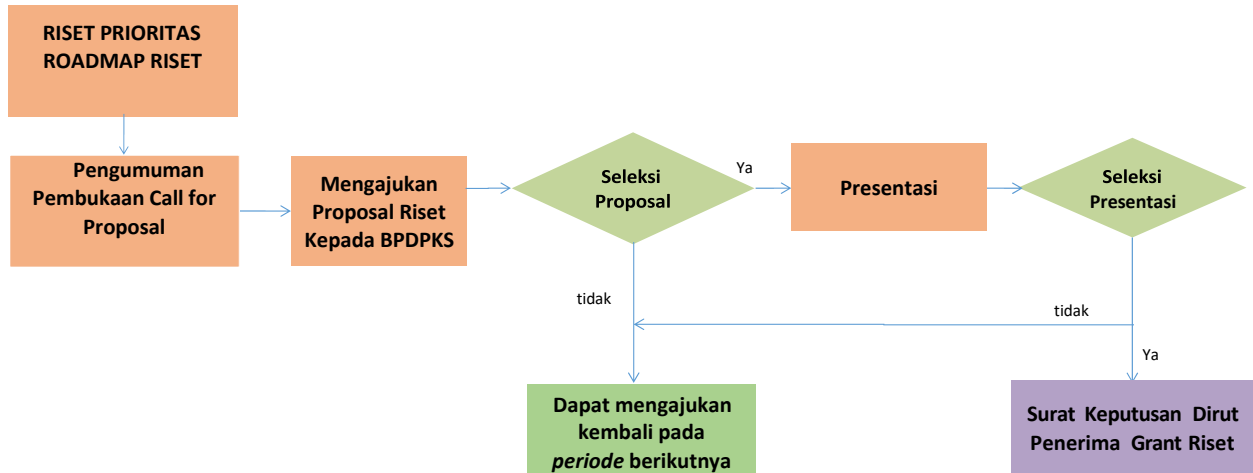 RISET PRIORITAS
ROADMAP RISET
Pengumuman
Pembukaan Call for
Proposal
Mengajukan
Proposal Riset
Kepada BPDPKS
Seleksi
Proposal
Ya
Presentasi
Seleksi
Presentasi
tidak
tidak
Ya
Dapat mengajukan
kembali pada
periode berikutnya
Surat Keputusan Dirut
Penerima Grant Riset